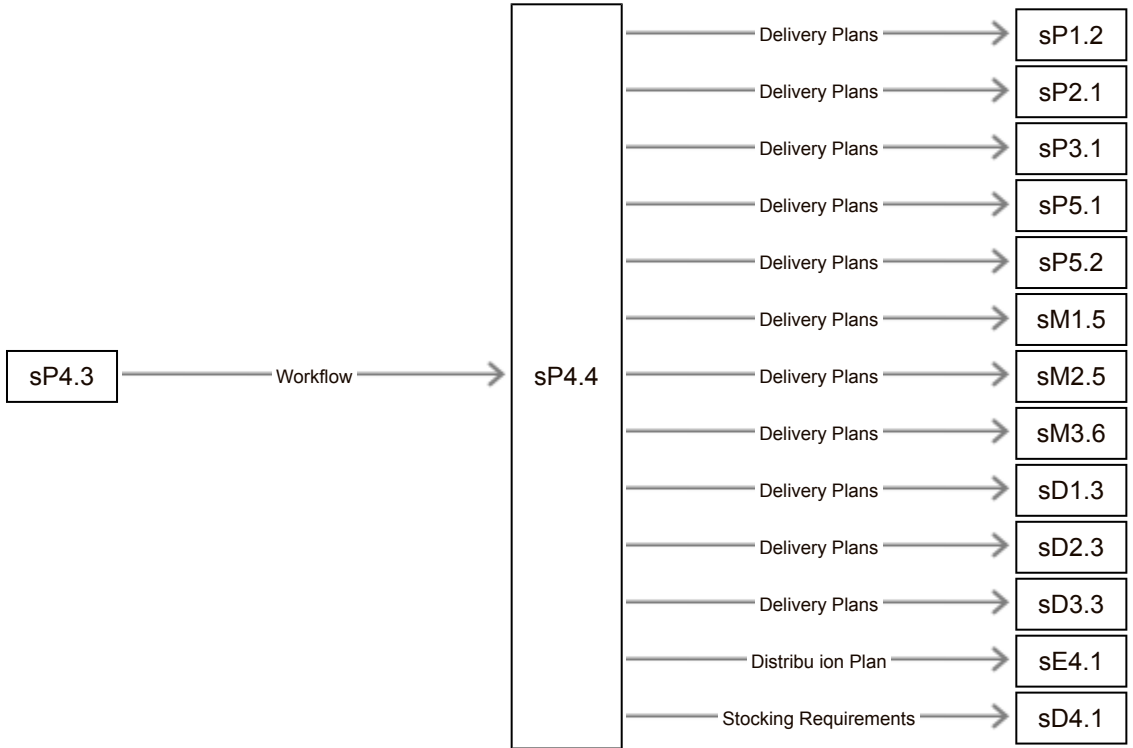 Delivery Plans sP1.2
Delivery Plans sP2.1
Delivery Plans sP3.1
Delivery Plans sP5.1
Delivery Plans sP5.2
Delivery Plans sM1.5
sP4.3 Workflow sP4.4 Delivery Plans sM2.5
Delivery Plans sM3.6
Delivery Plans sD1.3
Delivery Plans sD2.3
Delivery Plans sD3.3
Distribu ion Plan sE4.1
Stocking Requirements sD4.1